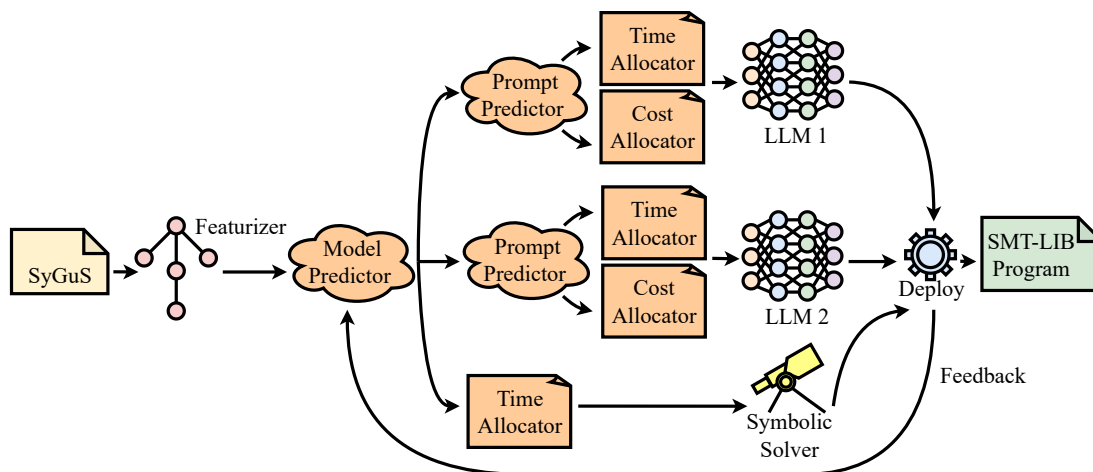 Time
Allocator
Prompt
Predictor
Cost
Allocator
LLM 1
SyGuS
Featurizer
Model
Predictor
Time
Allocator
Prompt
Predictor
Cost
Allocator
LLM 2
Deploy
SMT-LIB
Program
Time
Allocator
Symbolic
Solver
Feedback